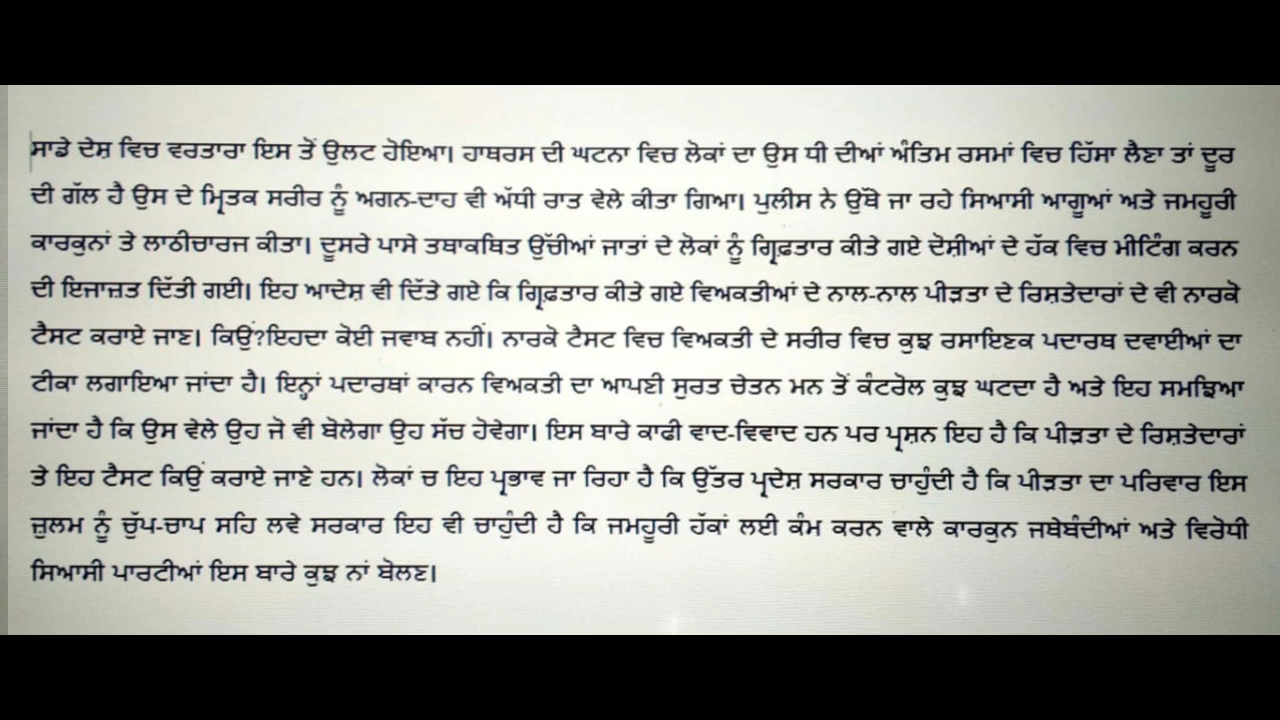 ਸਾਡੇ ਦੇਸ਼ ਵਿਚ ਵਰਤਾਰਾ ਇਸ ਤੋਂ ਉਲਟ ਹੋਇਆ। ਹਾਥਰਸ ਦੀ ਘਟਨਾ ਵਿਚ ਲੋਕਾਂ ਦਾ ਉਸ ਧੀ ਦੀਆਂ ਅੰਤਿਮ ਰਸਮਾਂ ਵਿਚ ਹਿੱਸਾ ਲੈਣਾ ਤਾਂ ਦੂਰ
ਦੀ ਗੱਲ ਹੈ ਉਸ ਦੇ ਮ੍ਰਿਤਕ ਸਰੀਰ ਨੂੰ ਅਗਨ-ਦਾਹ ਵੀ ਅੱਧੀ ਰਾਤ ਵੇਲੇ ਕੀਤਾ ਗਿਆ। ਪੁਲੀਸ ਨੇ ਉੱਥੇ ਜਾ ਰਹੇ ਸਿਆਸੀ ਆਗੂਆਂ ਅਤੇ ਜਮਹੂਰੀ
ਕਾਰਕੁਨਾਂ ਤੇ ਲਾਠੀਚਾਰਜ ਕੀਤਾ। ਦੂਸਰੇ ਪਾਸੇ ਤਥਾਕਥਿਤ ਉੱਚੀਆਂ ਜਾਤਾਂ ਦੇ ਲੋਕਾਂ ਨੂੰ ਗ੍ਰਿਫ਼ਤਾਰ ਕੀਤੇ ਗਏ ਦੋਸ਼ੀਆਂ ਦੇ ਹੱਕ ਵਿਚ ਮੀਟਿੰਗ ਕਰਨ
ਦੀ ਇਜਾਜ਼ਤ ਦਿੱਤੀ ਗਈ। ਇਹ ਆਦੇਸ਼ ਵੀ ਦਿੱਤੇ ਗਏ ਕਿ ਗ੍ਰਿਫ਼ਤਾਰ ਕੀਤੇ ਗਏ ਵਿਅਕਤੀਆਂ ਦੇ ਨਾਲ-ਨਾਲ ਪੀੜਤਾ ਦੇ ਰਿਸ਼ਤੇਦਾਰਾਂ ਦੇ ਵੀ ਨਾਰਕੋ
ਟੈਸਟ ਕਰਾਏ ਜਾਣ। ਕਿਉਂ?ਇਹਦਾ ਕੋਈ ਜਵਾਬ ਨਹੀਂ। ਨਾਰਕੋ ਟੈਸਟ ਵਿਚ ਵਿਅਕਤੀ ਦੇ ਸਰੀਰ ਵਿਚ ਕੁਝ ਰਸਾਇਣਕ ਪਦਾਰਥ ਦਵਾਈਆਂ ਦਾ
ਟੀਕਾ ਲਗਾਇਆ ਜਾਂਦਾ ਹੈ। ਇਨ੍ਹਾਂ ਪਦਾਰਥਾਂ ਕਾਰਨ ਵਿਅਕਤੀ ਦਾ ਆਪਣੀ ਸੁਰਤ ਚੇਤਨ ਮਨ ਤੋਂ ਕੰਟਰੋਲ ਕੁਝ ਘਟਦਾ ਹੈ ਅਤੇ ਇਹ ਸਮਝਿਆ
ਜਾਂਦਾ ਹੈ ਕਿ ਉਸ ਵੇਲੇ ਉਹ ਜੋ ਵੀ ਬੋਲੇਗਾ ਉਹ ਸੱਚ ਹੋਵੇਗਾ। ਇਸ ਬਾਰੇ ਕਾਫੀ ਵਾਦ-ਵਿਵਾਦ ਹਨ ਪਰ ਪ੍ਰਸ਼ਨ ਇਹ ਹੈ ਕਿ ਪੀੜਤਾ ਦੇ ਰਿਸ਼ਤੇਦਾਰਾਂ
ਤੇ ਇਹ ਟੈਸਟ ਕਿਉਂ ਕਰਾਏ ਜਾਣੇ ਹਨ। ਲੋਕਾਂ ਚ ਇਹ ਪ੍ਰਭਾਵ ਜਾ ਰਿਹਾ ਹੈ ਕਿ ਉੱਤਰ ਪ੍ਰਦੇਸ਼ ਸਰਕਾਰ ਚਾਹੁੰਦੀ ਹੈ ਕਿ ਪੀੜਤਾ ਦਾ ਪਰਿਵਾਰ ਇਸ
ਜ਼ੁਲਮ ਨੂੰ ਚੁੱਪ-ਚਾਪ ਸਹਿ ਲਵੇ ਸਰਕਾਰ ਇਹ ਵੀ ਚਾਹੁੰਦੀ ਹੈ ਕਿ ਜਮਹੂਰੀ ਹੱਕਾਂ ਲਈ ਕੰਮ ਕਰਨ ਵਾਲੇ ਕਾਰਕੁਨ ਜਥੇਬੰਦੀਆਂ ਅਤੇ ਵਿਰੋਧੀ
ਸਿਆਸੀ ਪਾਰਟੀਆਂ ਇਸ ਬਾਰੇ ਕੁਝ ਨਾਂ ਬੋਲਣ।